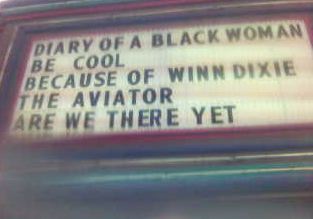 DIARY OF A BLACK WOMAN
BE COOL
BECAUSE OF WINN DIXIE
THE AVIATOR
ARE WE THERE YET